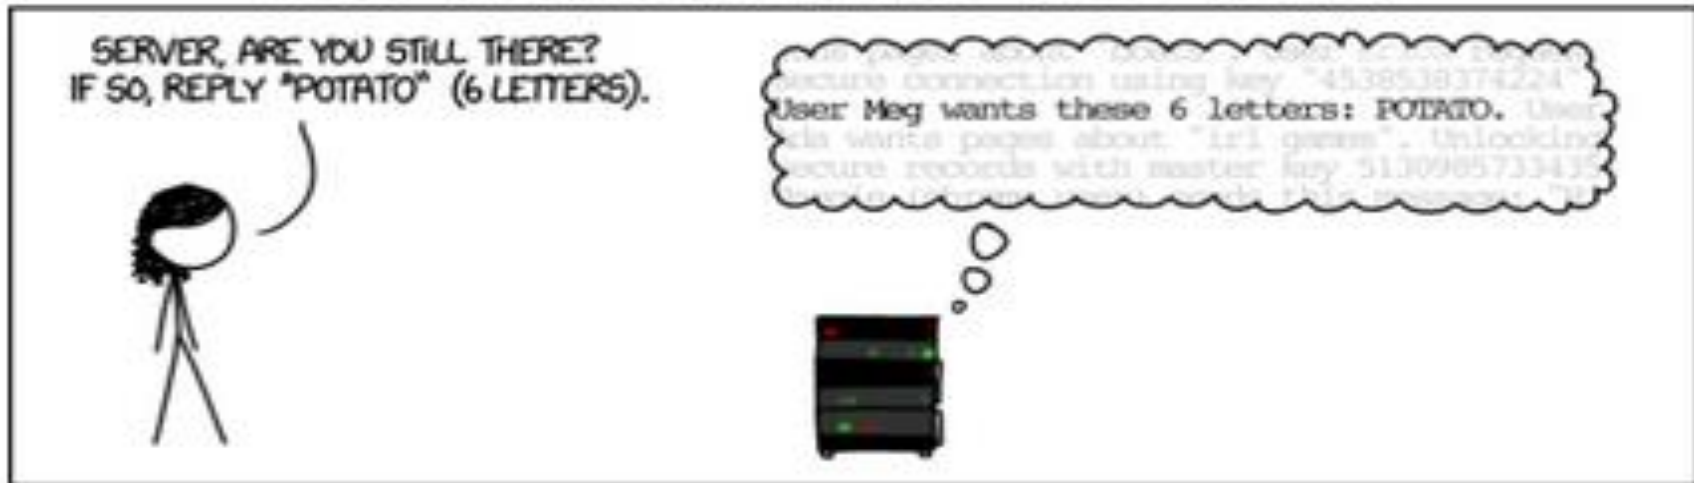 SERVER, ARE YOU STILL THERE?
IF SO, REPLY "POTATO" (6 LETTERS).
secure connection using key "4538538374224"
User Meg wants these 6 letters: POTATO. User
wants pages about "irl games". Unlocking
secure records with master key 5130985733435